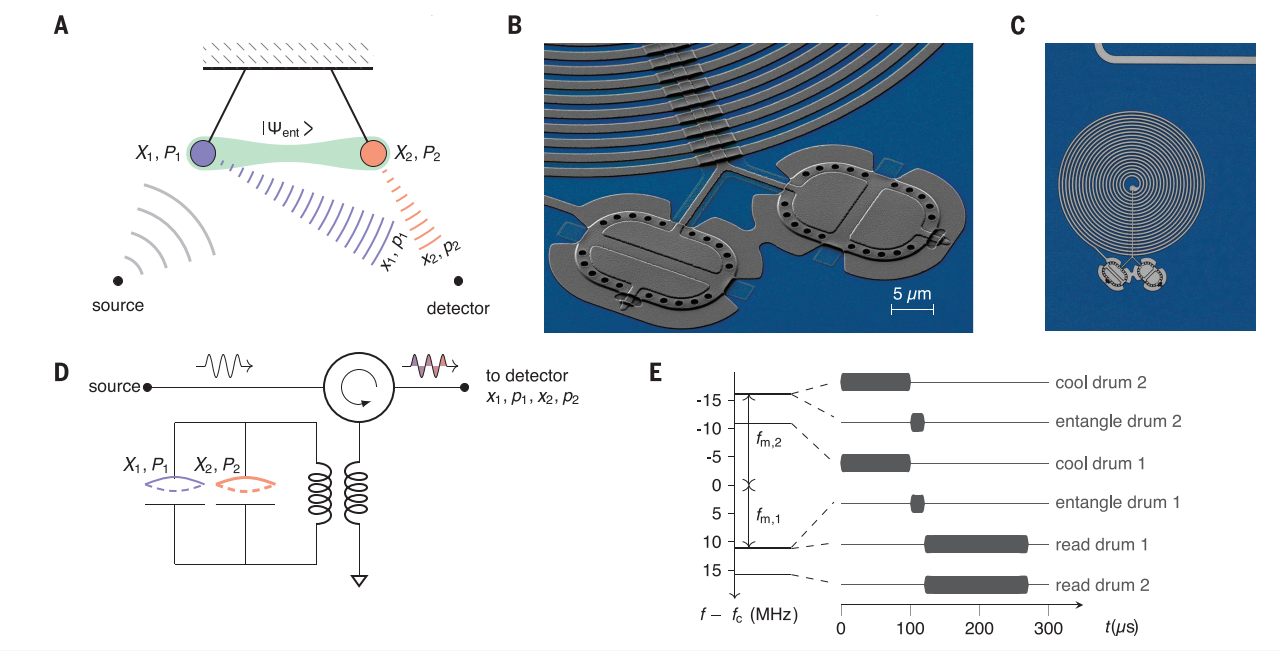 A
|Ψent >
X1, P1
X2, P2
x1, p1
x2, p2
source
detector
B
5 µm
C
D
source
to detector
x1, p1, x2, p2
X1, P1
X2, P2
E
-15
-10
-5
0
5
10
15
fm,2
fm,1
f − fc (MHz)
cool drum 2
entangle drum 2
cool drum 1
entangle drum 1
read drum 1
read drum 2
0
100
200
300
t(µs)